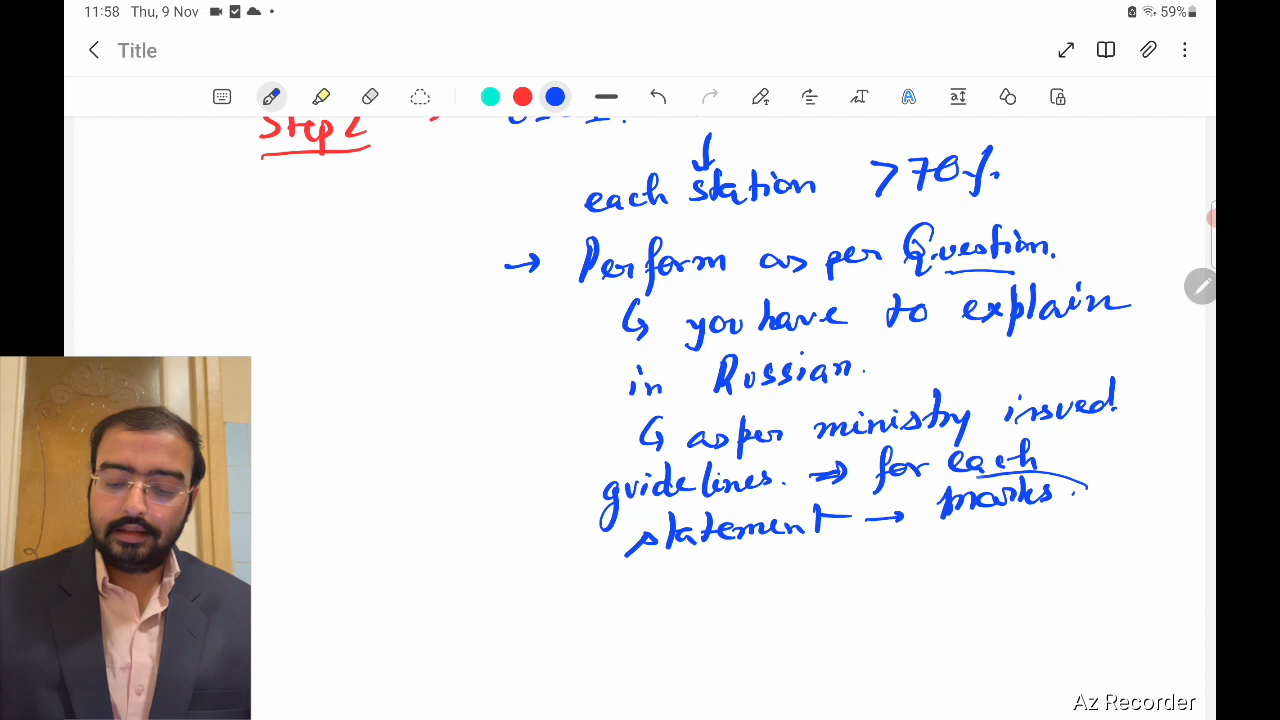 11:58 Thu, 9 Nov
59%
Title
Step 2
each station >70%
→ Perform as per Question.
↳ you have to explain
in Russian.
↳ as per ministry issued
guidelines. ⇒ for each
statement → marks.
Az Recorder